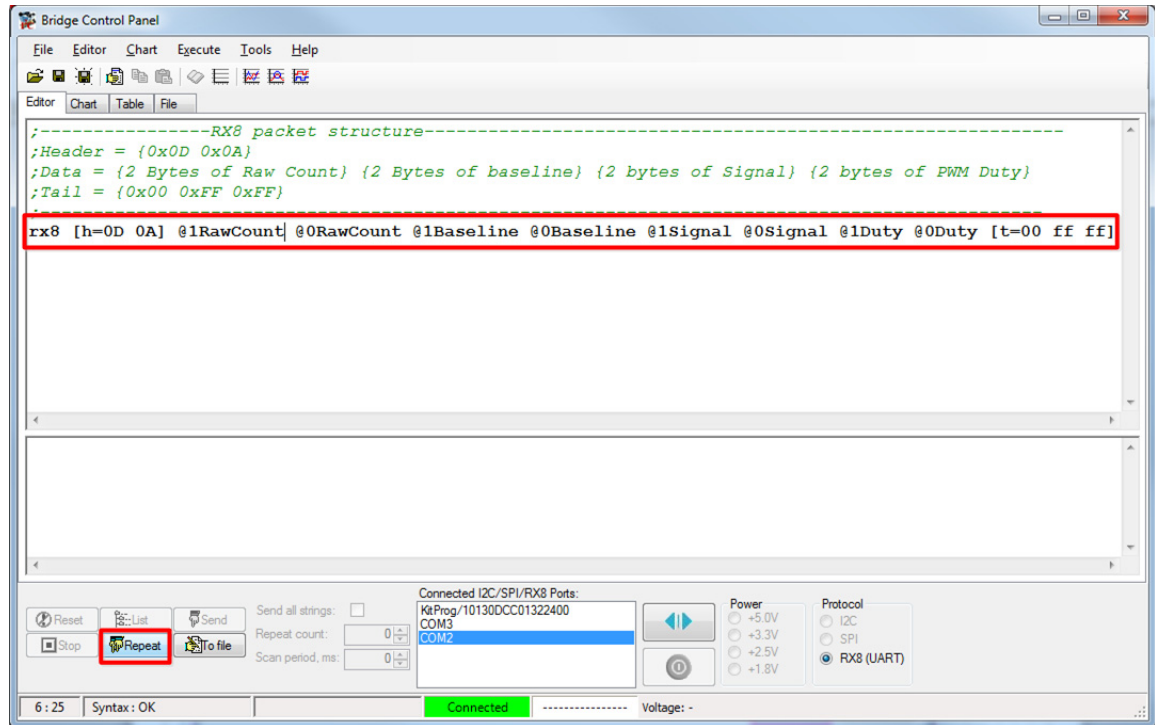 Bridge Control Panel
File Editor Chart Execute Tools Help
Editor Chart Table File
;----------------RX8 packet structure------------------------------------------------------------
;Header = {0x0D 0x0A}
;Data = {2 Bytes of Raw Count} {2 Bytes of baseline} {2 bytes of Signal} {2 bytes of PWM Duty}
;Tail = {0x00 0xFF 0xFF}
;----------------------------------------------------------------------------------------------
rx8 [h=0D 0A] @1RawCount @0RawCount @1Baseline @0Baseline @1Signal @0Signal @1Duty @0Duty [t=00 ff ff]
Connected I2C/SPI/RX8 Ports:
Reset List Send Send all strings: KitProg/10130DCC01322400 Power Protocol
COM3 +5.0V I2C
Stop Repeat To file Repeat count: 0 COM2 +3.3V SPI
Scan period, ms: 0 +2.5V RX8 (UART)
+1.8V
6 : 25 Syntax : OK Connected ---------------- Voltage: -